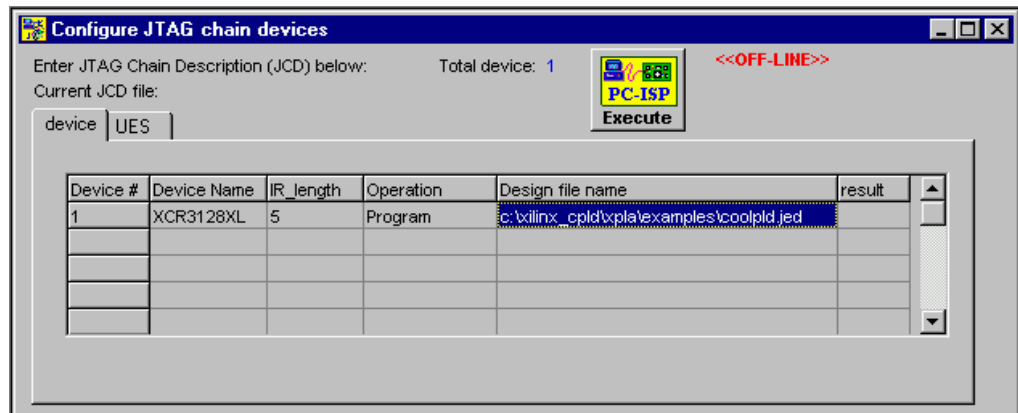 Configure JTAG chain devices
Enter JTAG Chain Description (JCD) below: Total device: 1 <<OFF-LINE>>
Current JCD file:
PC-ISP
Execute
device UES
Device # Device Name IR_length Operation Design file name result
1 XCR3128XL 5 Program c:\xilinx_cpld\xpla\examples\coolpld.jed